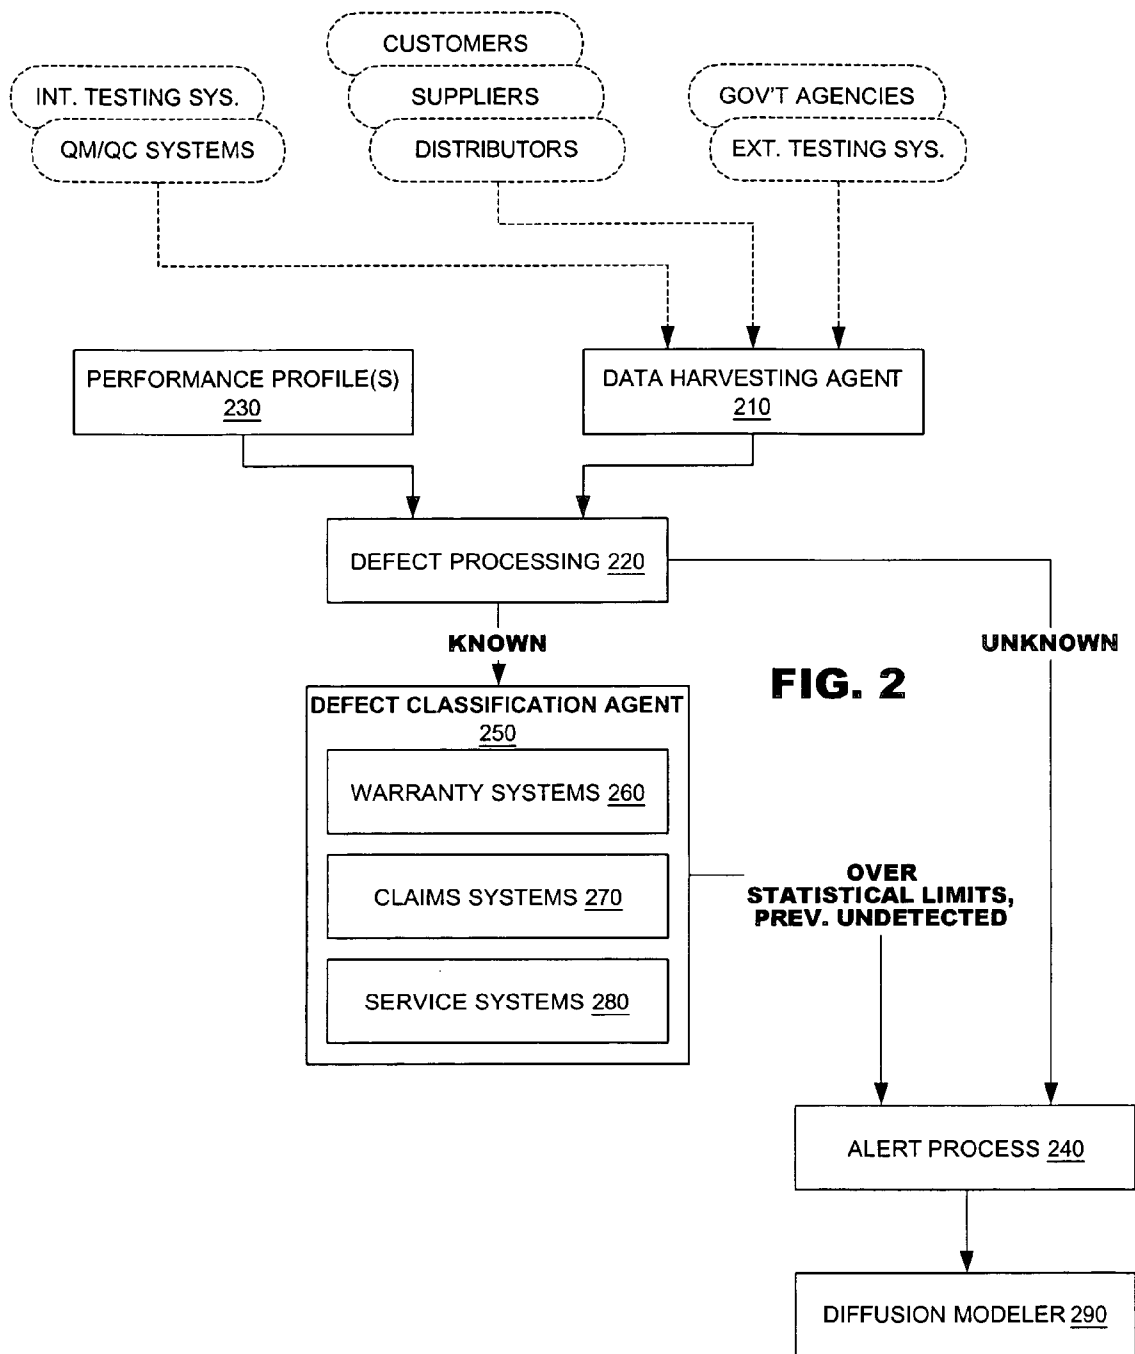 CUSTOMERS
INT. TESTING SYS.
SUPPLIERS
GOV'T AGENCIES
QM/QC SYSTEMS
DISTRIBUTORS
EXT. TESTING SYS.
PERFORMANCE PROFILE(S)
230
DATA HARVESTING AGENT
210
DEFECT PROCESSING 220
KNOWN
UNKNOWN
FIG. 2
DEFECT CLASSIFICATION AGENT
250
WARRANTY SYSTEMS 260
CLAIMS SYSTEMS 270
SERVICE SYSTEMS 280
OVER
STATISTICAL LIMITS,
PREV. UNDETECTED
ALERT PROCESS 240
DIFFUSION MODELER 290